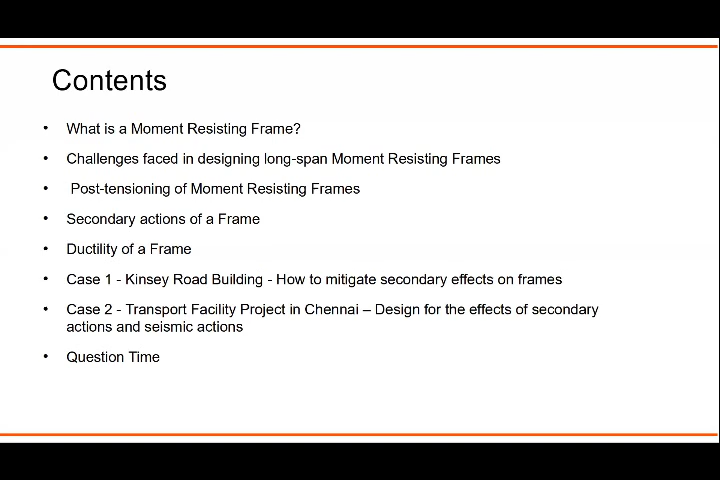 Contents
• What is a Moment Resisting Frame?
• Challenges faced in designing long-span Moment Resisting Frames
• Post-tensioning of Moment Resisting Frames
• Secondary actions of a Frame
• Ductility of a Frame
• Case 1 - Kinsey Road Building - How to mitigate secondary effects on frames
• Case 2 - Transport Facility Project in Chennai – Design for the effects of secondary
actions and seismic actions
• Question Time